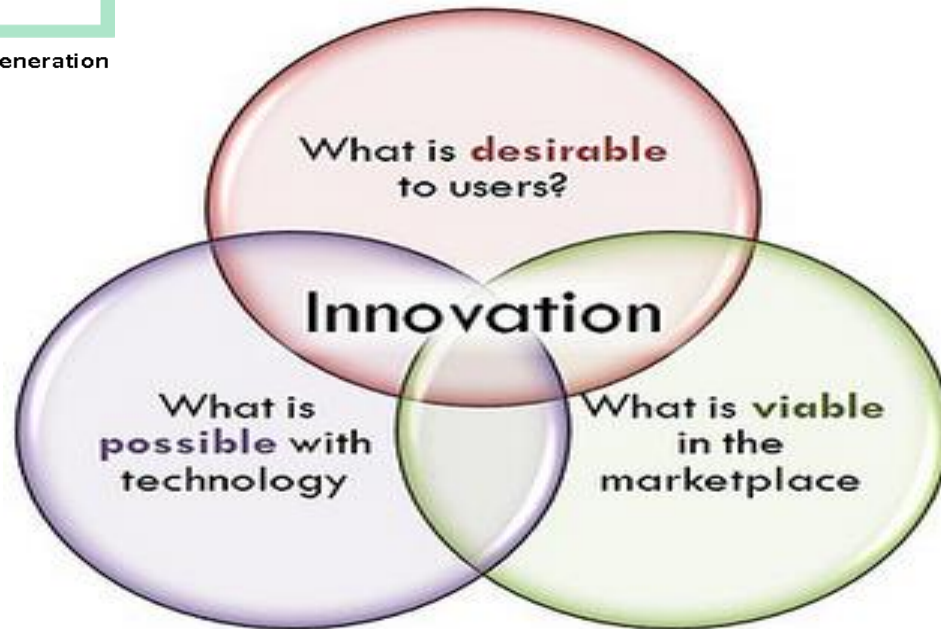 eneration
What is desirable
to users?
Innovation
What is
possible with
technology
What is viable
in the
marketplace